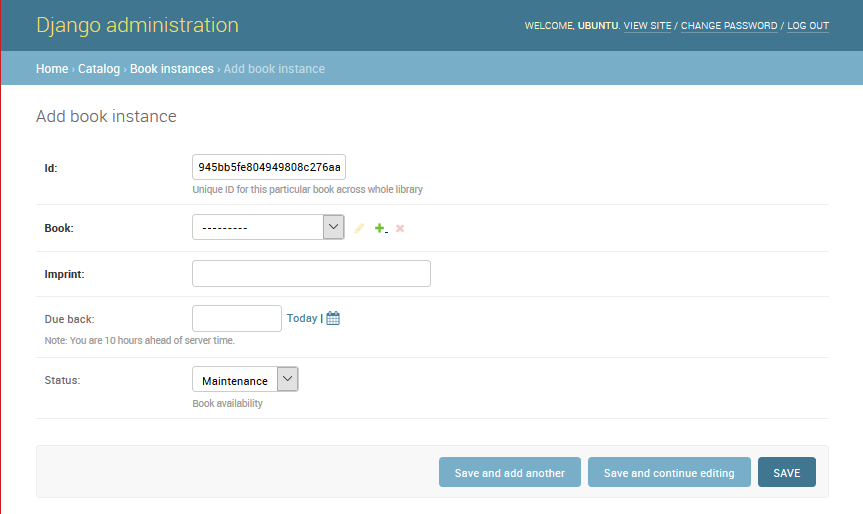 Django administration
WELCOME, UBUNTU. VIEW SITE / CHANGE PASSWORD / LOG OUT
Home › Catalog › Book instances › Add book instance
Add book instance
Id: 945bb5fe804949808c276aa
Unique ID for this particular book across whole library
Book: ---------
Imprint:
Due back: Today |
Note: You are 10 hours ahead of server time.
Status: Maintenance
Book availability
Save and add another Save and continue editing SAVE